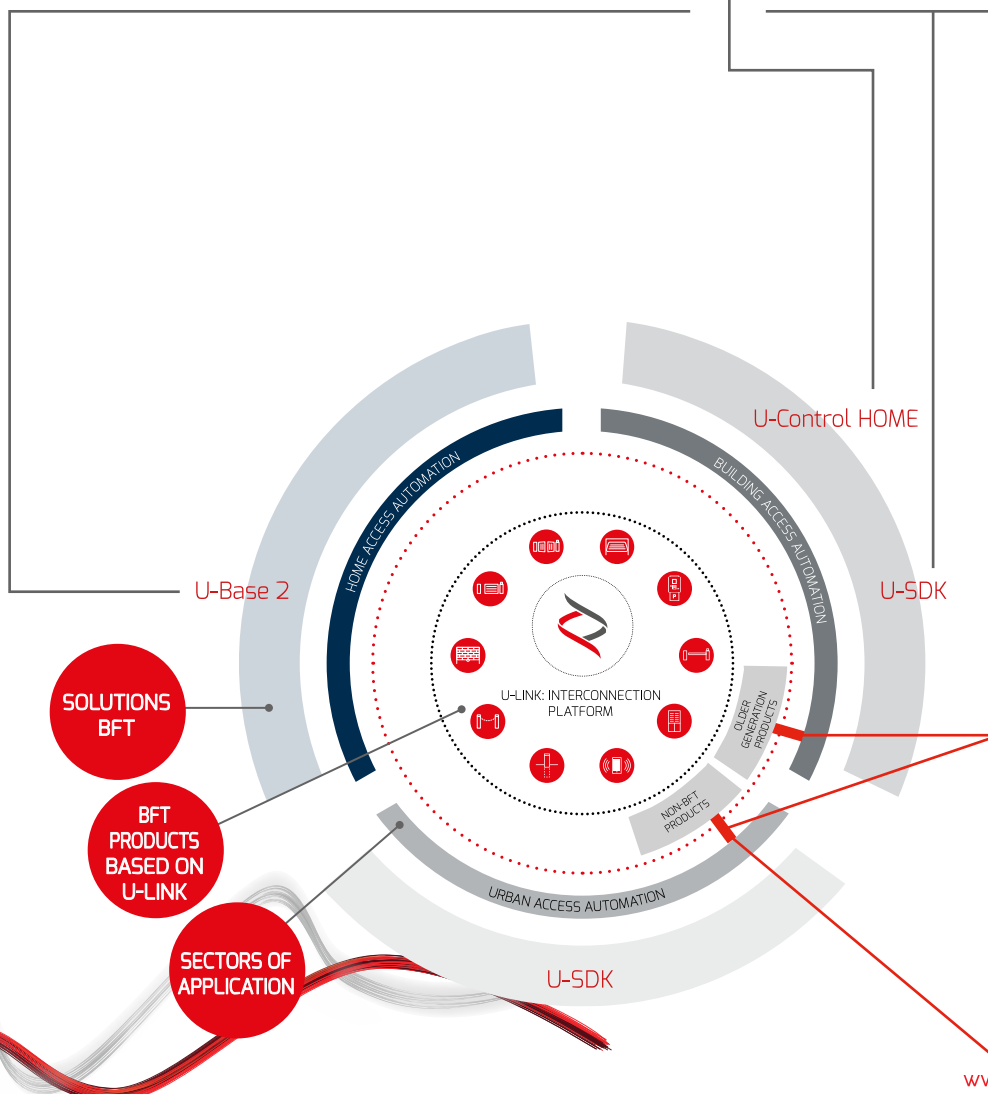 U-Control HOME
HOME ACCESS AUTOMATION
BUILDING ACCESS AUTOMATION
U-Base 2
U-SDK
P
SOLUTIONS
BFT
U-LINK: INTERCONNECTION
PLATFORM
OLDER
GENERATION
PRODUCTS
BFT
PRODUCTS
BASED ON
U-LINK
NON-BFT
PRODUCTS
URBAN ACCESS AUTOMATION
SECTORS OF
APPLICATION
U-SDK